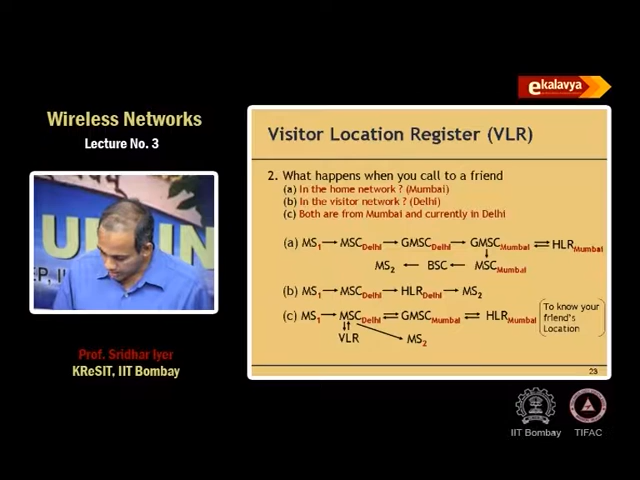 ekalavya
Wireless Networks
Lecture No. 3
Visitor Location Register (VLR)
2. What happens when you call to a friend
(a) In the home network ? (Mumbai)
(b) In the visitor network ? (Delhi)
(c) Both are from Mumbai and currently in Delhi
(a) MS1 → MSCDelhi → GMSCDelhi → GMSCMumbai ⇌ HLRMumbai
MS2 ← BSC ← MSCMumbai
(b) MS1 → MSCDelhi → HLRDelhi → MS2
(c) MS1 → MSCDelhi ⇌ GMSCMumbai ⇌ HLRMumbai
To know your
friend's
Location
VLR MS2
23
Prof. Sridhar Iyer
KReSIT, IIT Bombay
IIT Bombay
TIFAC